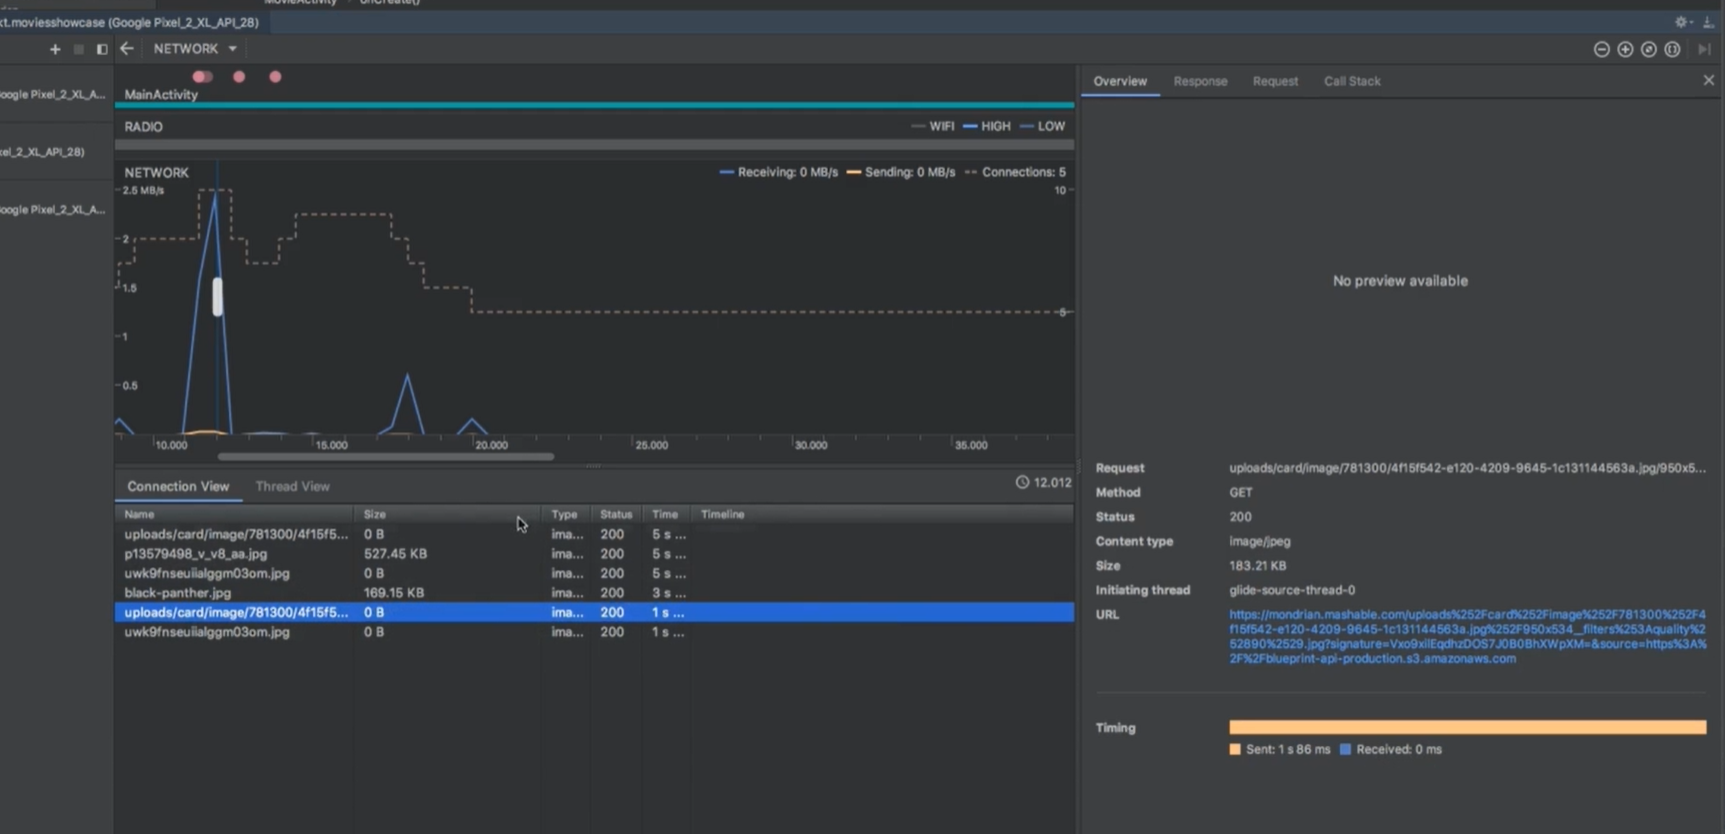 MovieActivity › onCreate()
kt.moviesshowcase (Google Pixel_2_XL_API_28)
NETWORK
oogle Pixel_2_XL_A...
xel_2_XL_API_28)
oogle Pixel_2_XL_A...
MainActivity
RADIO
WIFI HIGH LOW
NETWORK
Receiving: 0 MB/s Sending: 0 MB/s Connections: 5
2.5 MB/s
10
2
1.5
5
1
0.5
10.000 15.000 20.000 25.000 30.000 35.000
Connection View Thread View
12.012
Name Size Type Status Time Timeline
uploads/card/image/781300/4f15f5... 0 B ima... 200 5 s ...
p13579498_v_v8_aa.jpg 527.45 KB ima... 200 5 s ...
uwk9fnseuiialggm03om.jpg 0 B ima... 200 5 s ...
black-panther.jpg 169.15 KB ima... 200 3 s ...
uploads/card/image/781300/4f15f5... 0 B ima... 200 1 s ...
uwk9fnseuiialggm03om.jpg 0 B ima... 200 1 s ...
Overview Response Request Call Stack
No preview available
Request uploads/card/image/781300/4f15f542-e120-4209-9645-1c131144563a.jpg/950x5...
Method GET
Status 200
Content type image/jpeg
Size 183.21 KB
Initiating thread glide-source-thread-0
URL https://mondrian.mashable.com/uploads%252Fcard%252Fimage%252F781300%252F4
f15f542-e120-4209-9645-1c131144563a.jpg%252F950x534__filters%253Aquality%2
52890%2529.jpg?signature=Vxo9xilEqdhzDOS7J0B0BhXWpXM=&source=https%3A%
2F%2Fblueprint-api-production.s3.amazonaws.com
Timing
Sent: 1 s 86 ms Received: 0 ms